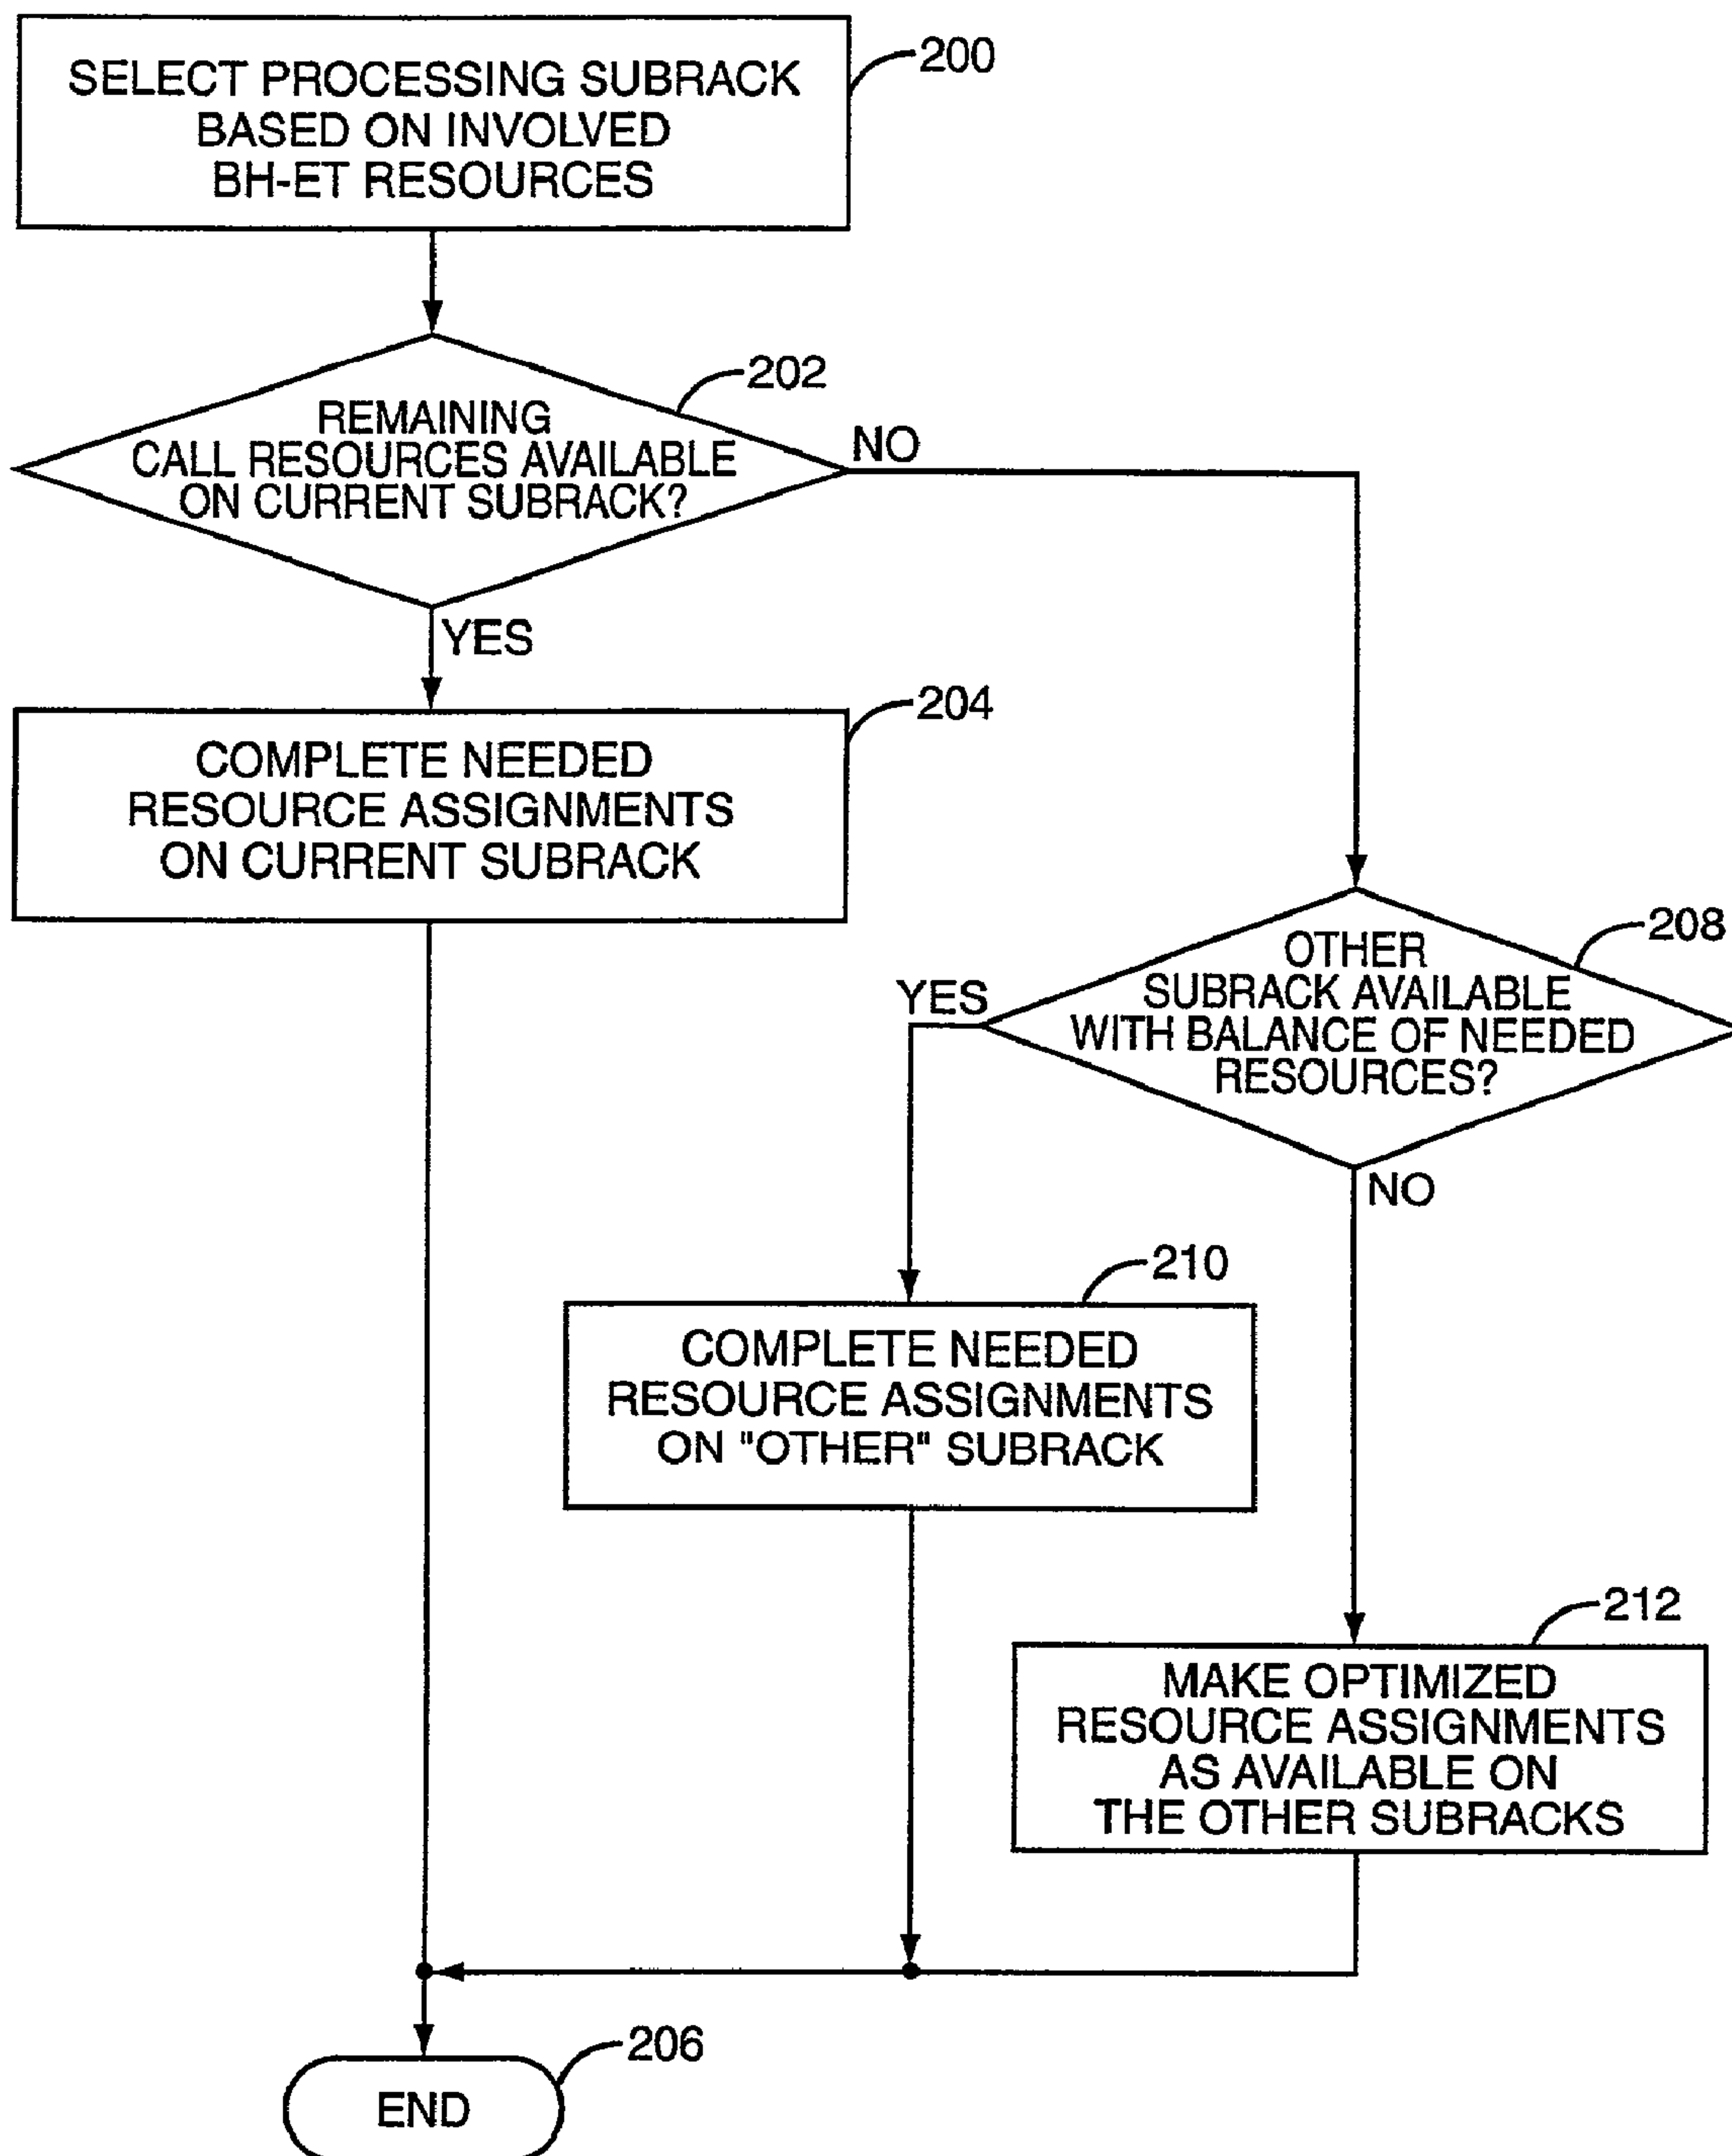 SELECT PROCESSING SUBRACK
BASED ON INVOLVED
BH-ET RESOURCES
200
REMAINING
CALL RESOURCES AVAILABLE
ON CURRENT SUBRACK?
202
NO
YES
COMPLETE NEEDED
RESOURCE ASSIGNMENTS
ON CURRENT SUBRACK
204
OTHER
SUBRACK AVAILABLE
WITH BALANCE OF NEEDED
RESOURCES?
208
YES
NO
COMPLETE NEEDED
RESOURCE ASSIGNMENTS
ON "OTHER" SUBRACK
210
MAKE OPTIMIZED
RESOURCE ASSIGNMENTS
AS AVAILABLE ON
THE OTHER SUBRACKS
212
END
206